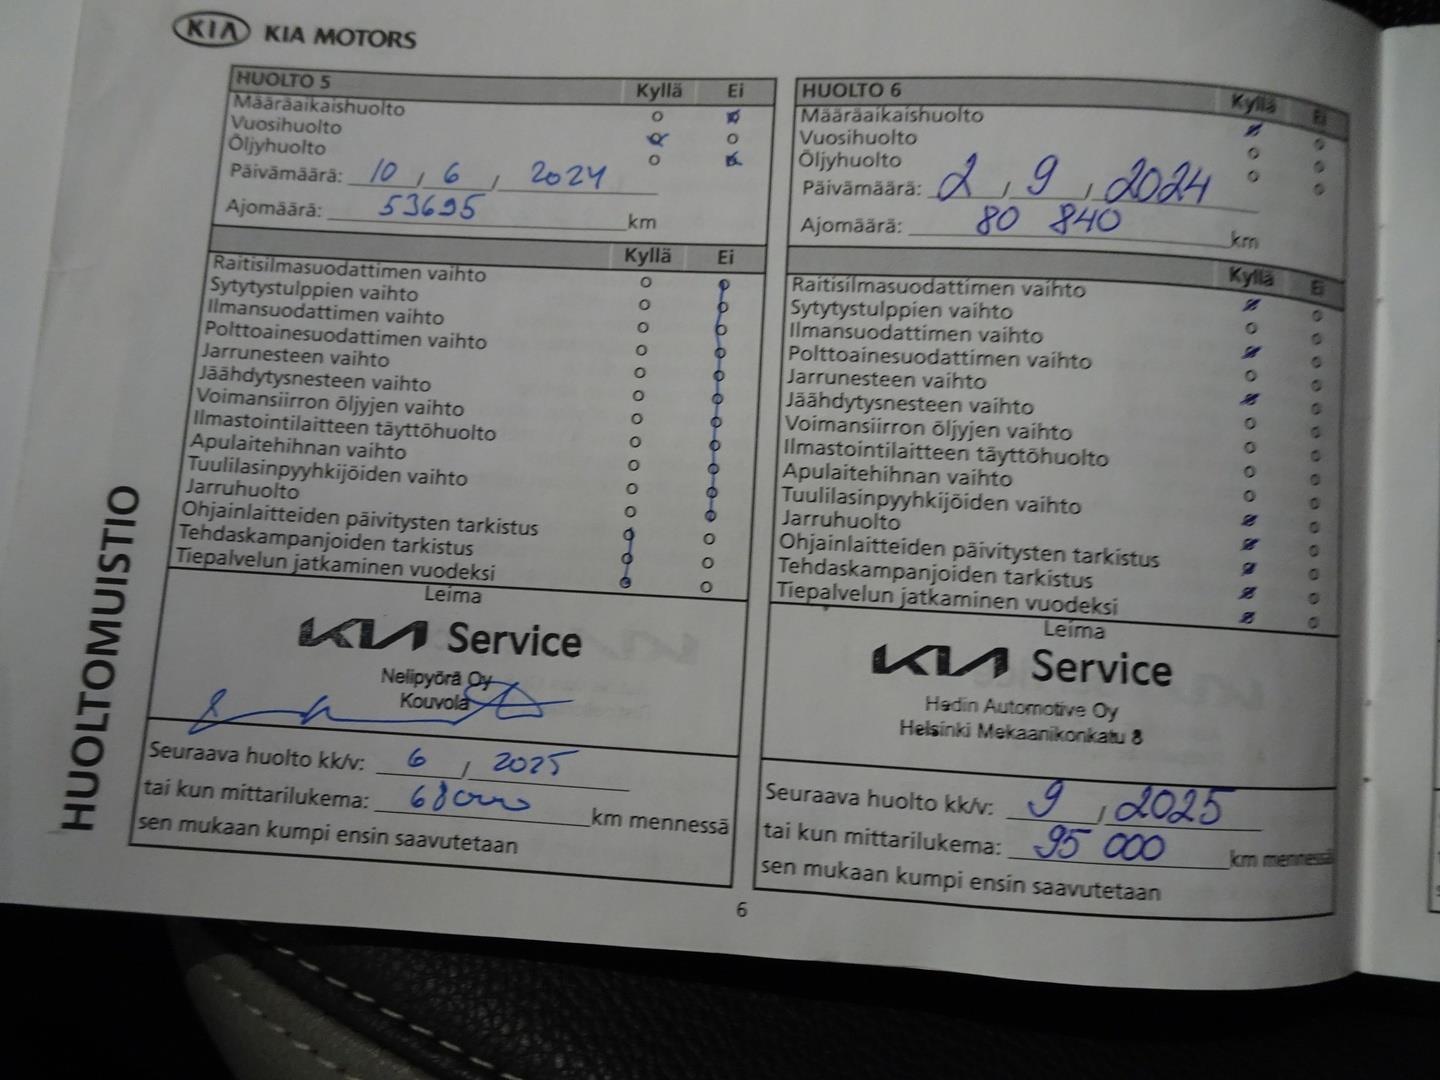 KIA KIA MOTORS
HUOLTOMUISTIO
HUOLTO 5 Kyllä Ei
Määräaikaishuolto
Vuosihuolto
Öljyhuolto
Päivämäärä: 10 / 6 / 2024
Ajomäärä: 53695 km
Kyllä Ei
Raitisilmasuodattimen vaihto
Sytytystulppien vaihto
Ilmansuodattimen vaihto
Polttoainesuodattimen vaihto
Jarrunesteen vaihto
Jäähdytysnesteen vaihto
Voimansiirron öljyjen vaihto
Ilmastointilaitteen täyttöhuolto
Apulaitehihnan vaihto
Tuulilasinpyyhkijöiden vaihto
Jarruhuolto
Ohjainlaitteiden päivitysten tarkistus
Tehdaskampanjoiden tarkistus
Tiepalvelun jatkaminen vuodeksi
Leima
KIA Service
Nelipyörä Oy
Kouvola
Seuraava huolto kk/v: 6 / 2025
tai kun mittarilukema: 68000 km mennessä
sen mukaan kumpi ensin saavutetaan
HUOLTO 6 Kyllä Ei
Määräaikaishuolto
Vuosihuolto
Öljyhuolto
Päivämäärä: 2 / 9 / 2024
Ajomäärä: 80 840 km
Kyllä Ei
Raitisilmasuodattimen vaihto
Sytytystulppien vaihto
Ilmansuodattimen vaihto
Polttoainesuodattimen vaihto
Jarrunesteen vaihto
Jäähdytysnesteen vaihto
Voimansiirron öljyjen vaihto
Ilmastointilaitteen täyttöhuolto
Apulaitehihnan vaihto
Tuulilasinpyyhkijöiden vaihto
Jarruhuolto
Ohjainlaitteiden päivitysten tarkistus
Tehdaskampanjoiden tarkistus
Tiepalvelun jatkaminen vuodeksi
Leima
KIA Service
Hedin Automotive Oy
Helsinki Mekaanikonkatu 8
Seuraava huolto kk/v: 9 / 2025
tai kun mittarilukema: 95 000 km mennessä
sen mukaan kumpi ensin saavutetaan
6